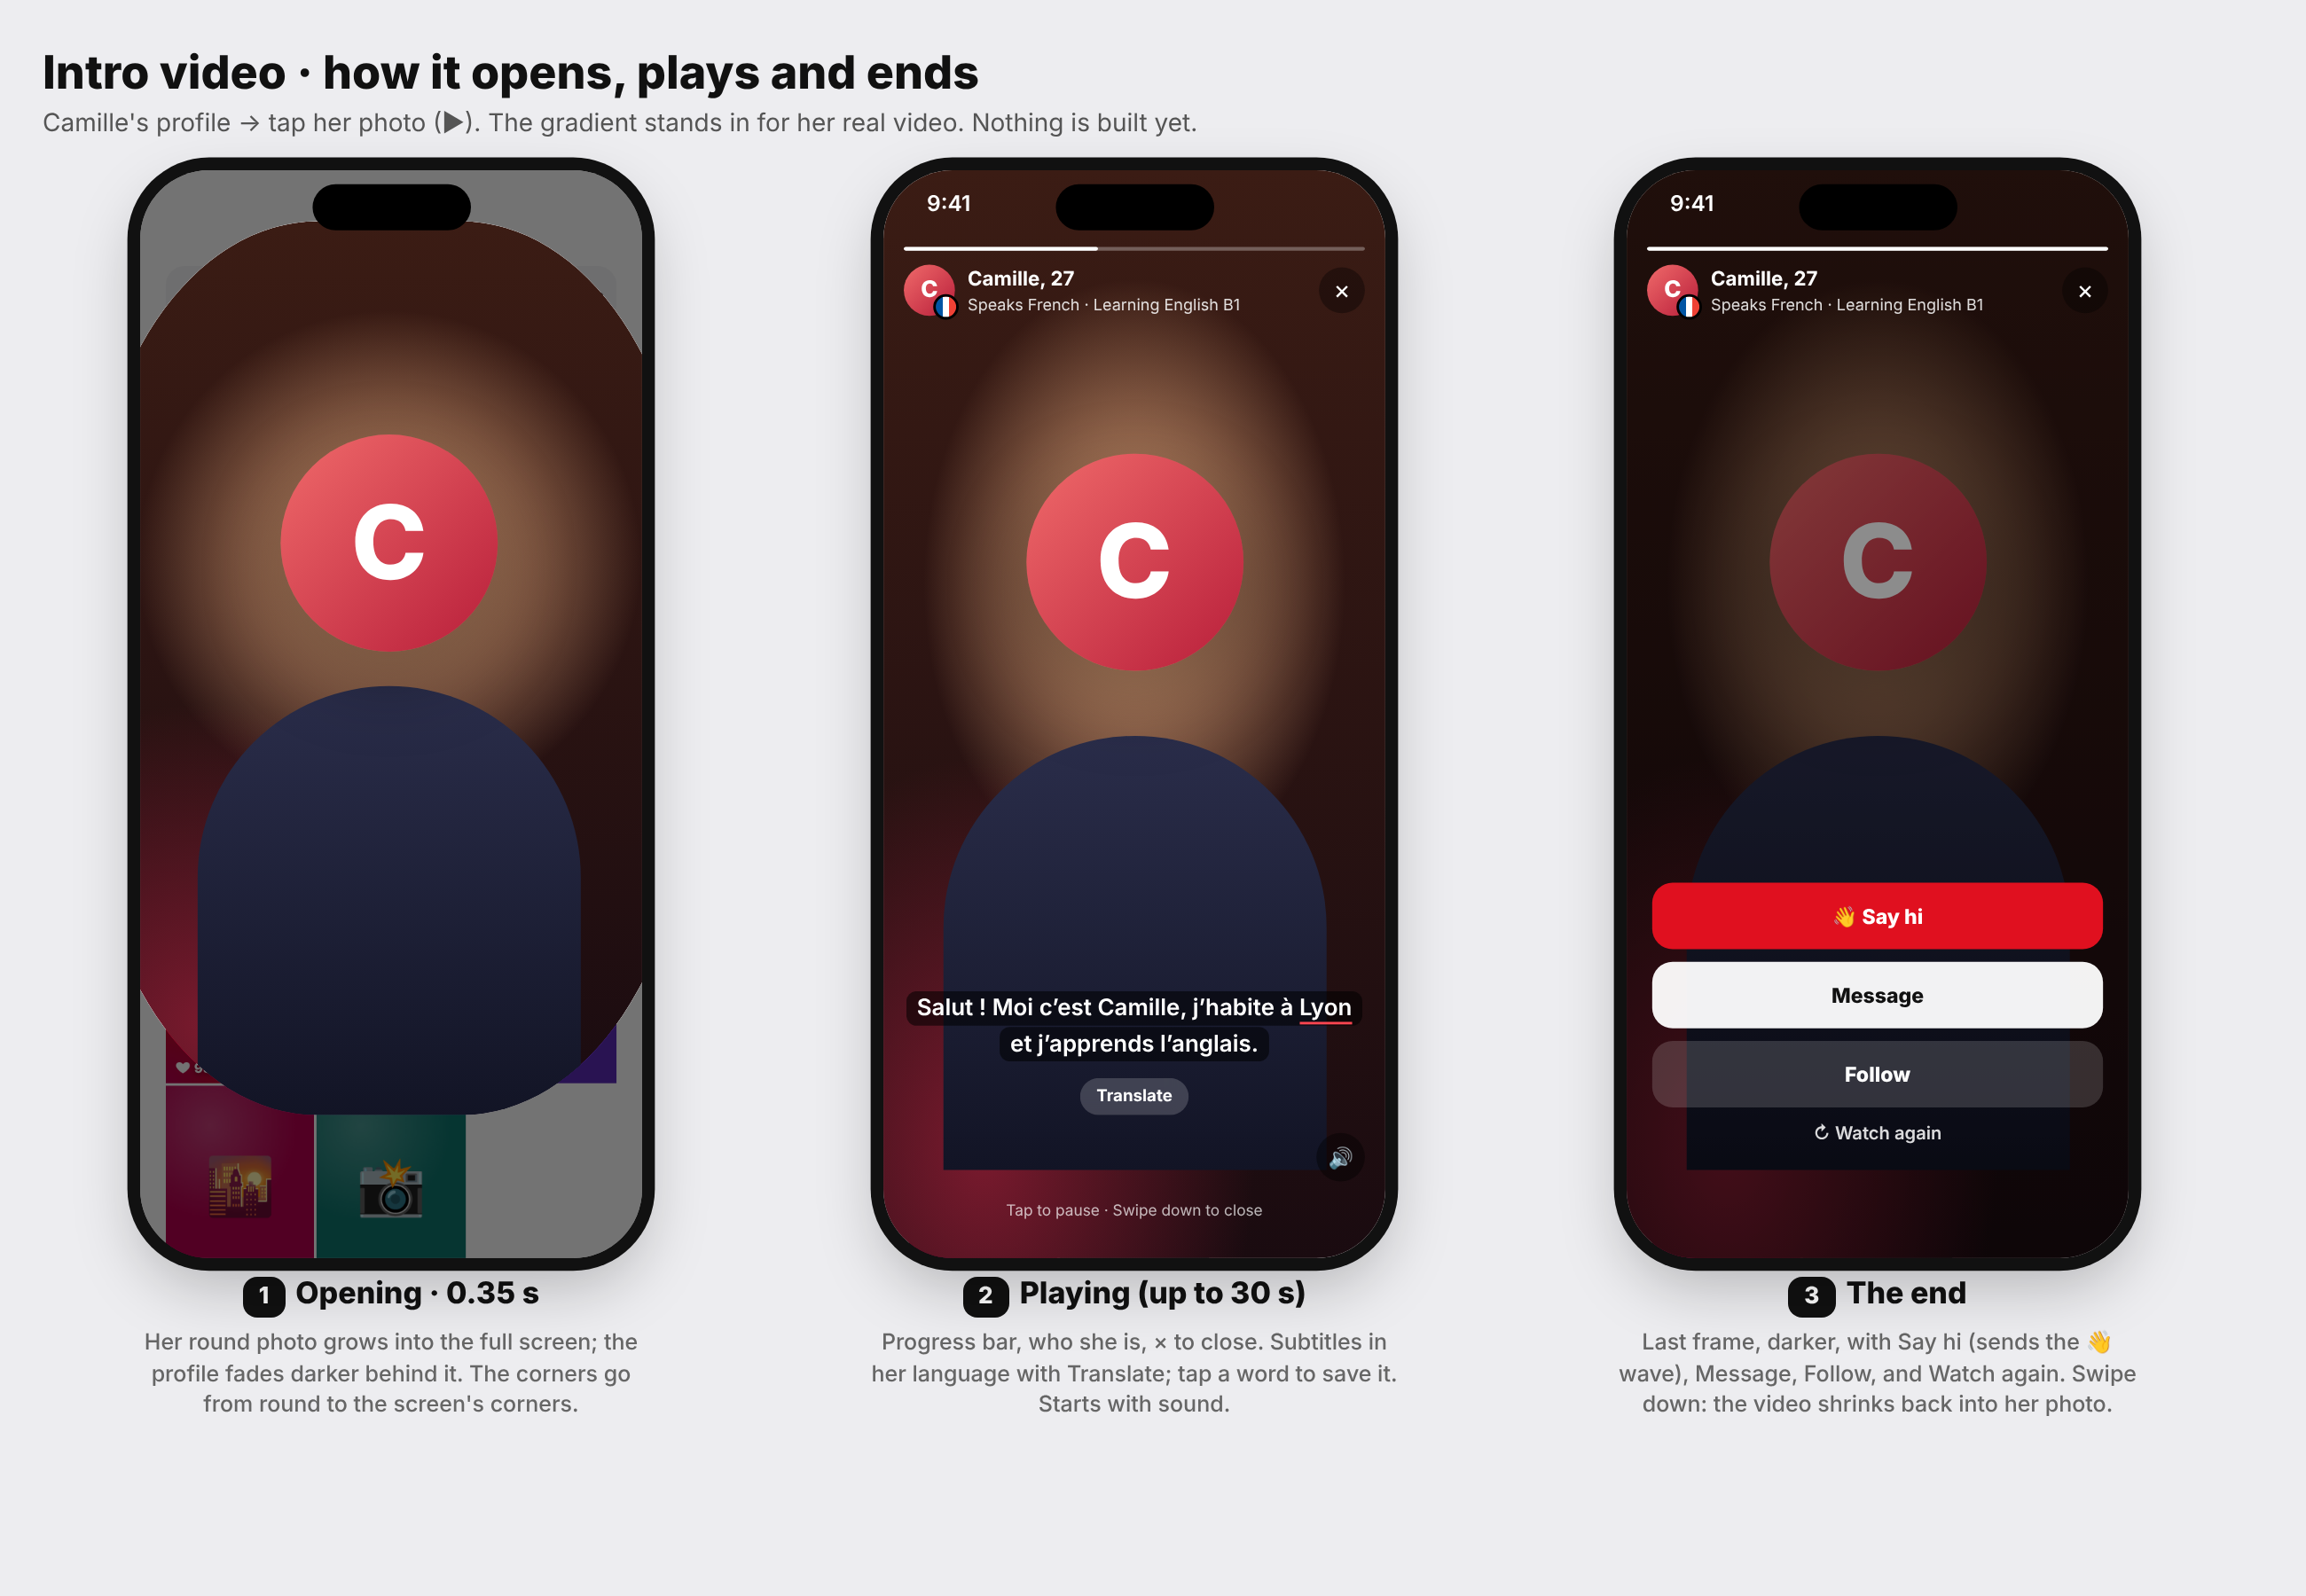 Intro video · how it opens, plays and ends
Camille's profile → tap her photo (▶). The gradient stands in for her real video. Nothing is built yet.
C
1 Opening · 0.35 s
Her round photo grows into the full screen; the
profile fades darker behind it. The corners go
from round to the screen's corners.
9:41
C
Camille, 27
Speaks French · Learning English B1
×
C
Salut ! Moi c’est Camille, j’habite à Lyon
et j’apprends l’anglais.
Translate
Tap to pause · Swipe down to close
2 Playing (up to 30 s)
Progress bar, who she is, × to close. Subtitles in
her language with Translate; tap a word to save it.
Starts with sound.
9:41
C
Camille, 27
Speaks French · Learning English B1
×
C
👋 Say hi
Message
Follow
↻ Watch again
3 The end
Last frame, darker, with Say hi (sends the 👋
wave), Message, Follow, and Watch again. Swipe
down: the video shrinks back into her photo.